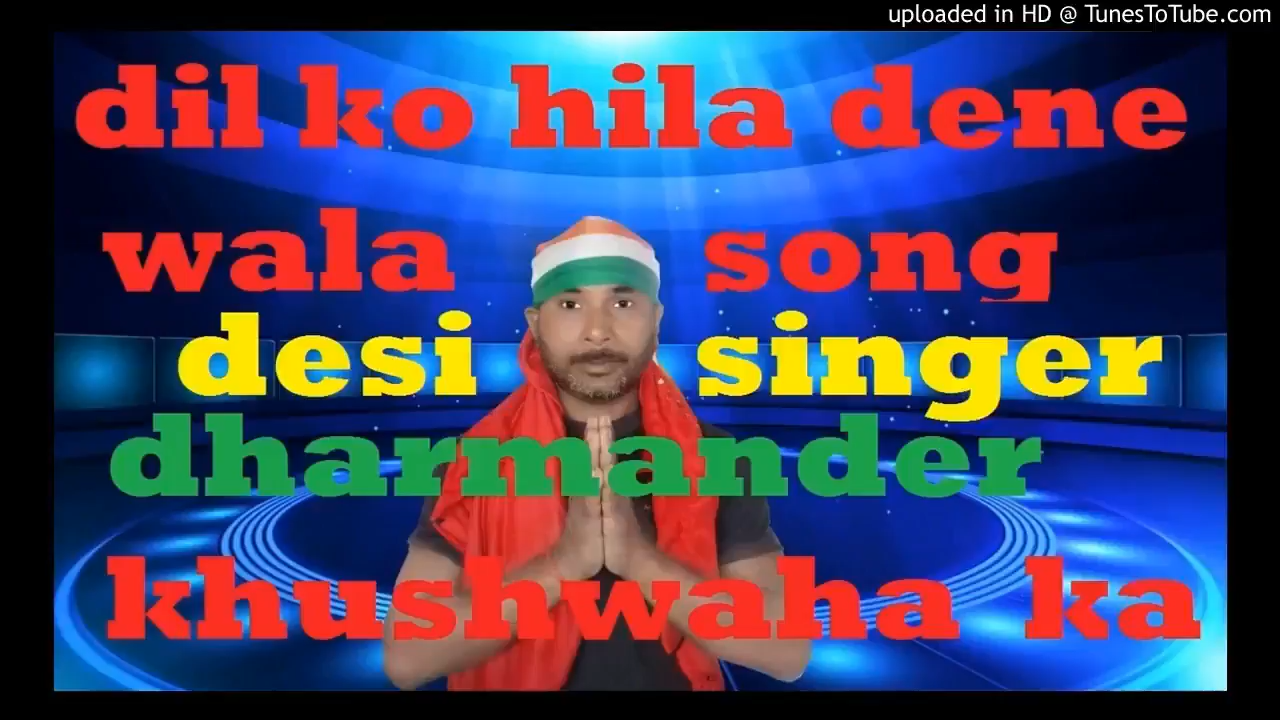 uploaded in HD @ TunesToTube.com
dil ko hila dene
wala song
desi singer
dharmander
khushwaha ka